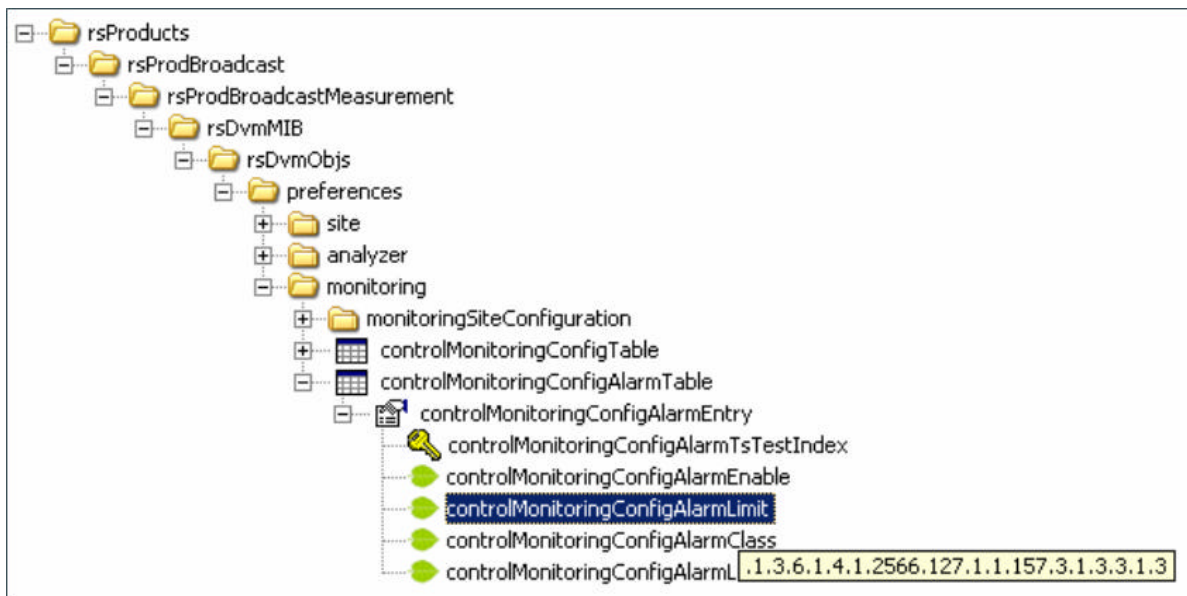 rsProducts
rsProdBroadcast
rsProdBroadcastMeasurement
rsDvmMIB
rsDvmObjs
preferences
site
analyzer
monitoring
monitoringSiteConfiguration
controlMonitoringConfigTable
controlMonitoringConfigAlarmTable
controlMonitoringConfigAlarmEntry
controlMonitoringConfigAlarmTsTestIndex
controlMonitoringConfigAlarmEnable
controlMonitoringConfigAlarmLimit
controlMonitoringConfigAlarmClass
controlMonitoringConfigAlarmL .1.3.6.1.4.1.2566.127.1.1.157.3.1.3.3.1.3